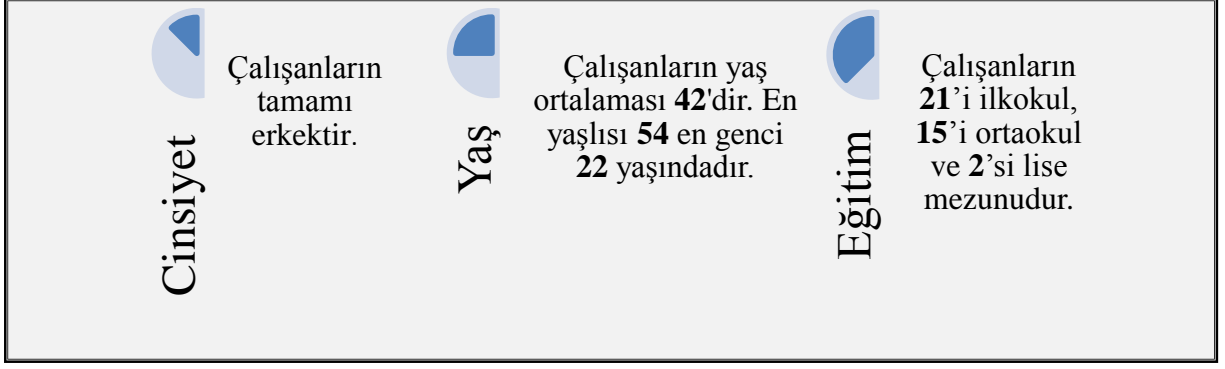 Cinsiyet
Çalışanların
tamamı
erkektir.
Yaş
Çalışanların yaş
ortalaması 42'dir. En
yaşlısı 54 en genci
22 yaşındadır.
Eğitim
Çalışanların
21’i ilkokul,
15’i ortaokul
ve 2’si lise
mezunudur.